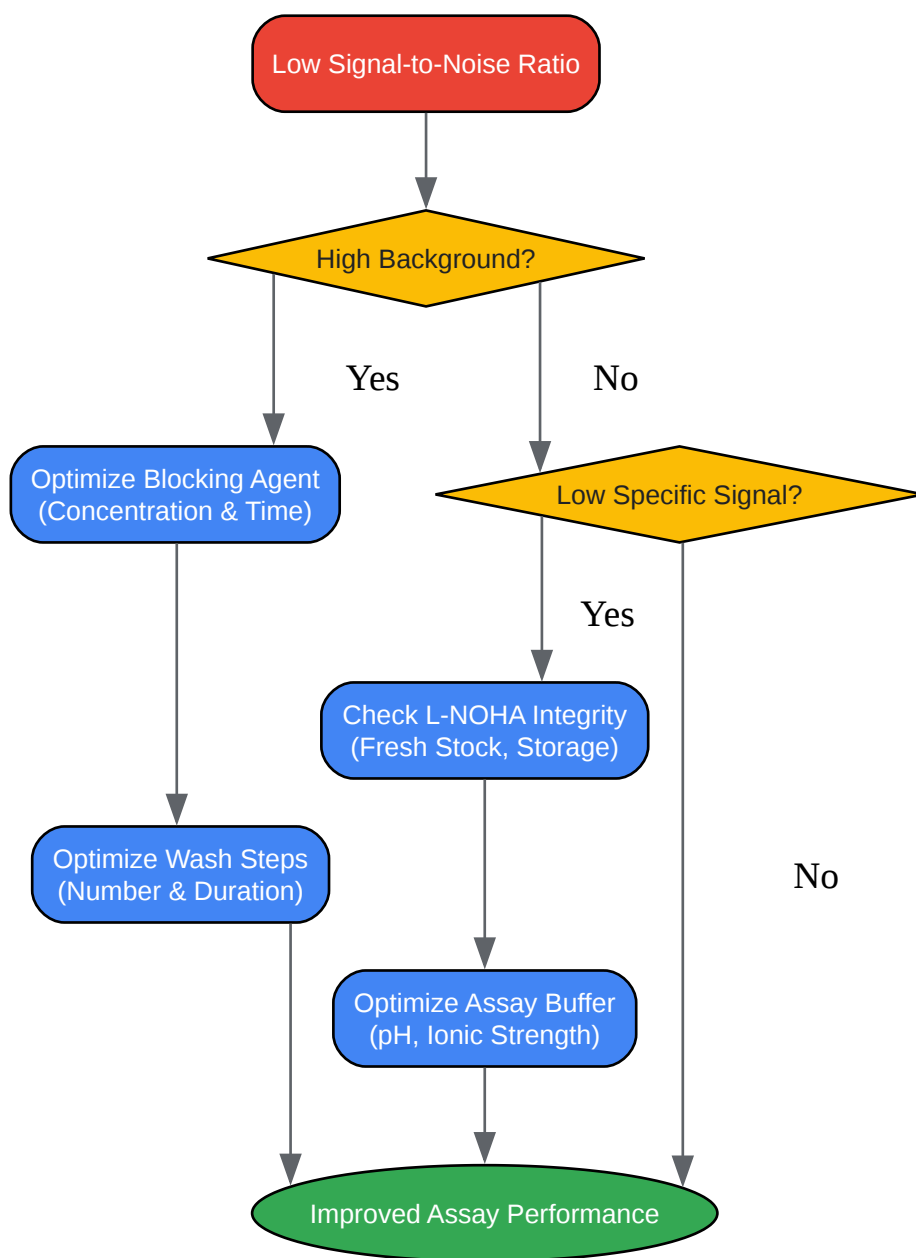 Low Signal-to-Noise Ratio
High Background?
Yes
No
Optimize Blocking Agent
(Concentration & Time)
Low Specific Signal?
Yes
Check L-NOHA Integrity
(Fresh Stock, Storage)
Optimize Wash Steps
(Number & Duration)
No
Optimize Assay Buffer
(pH, Ionic Strength)
Improved Assay Performance